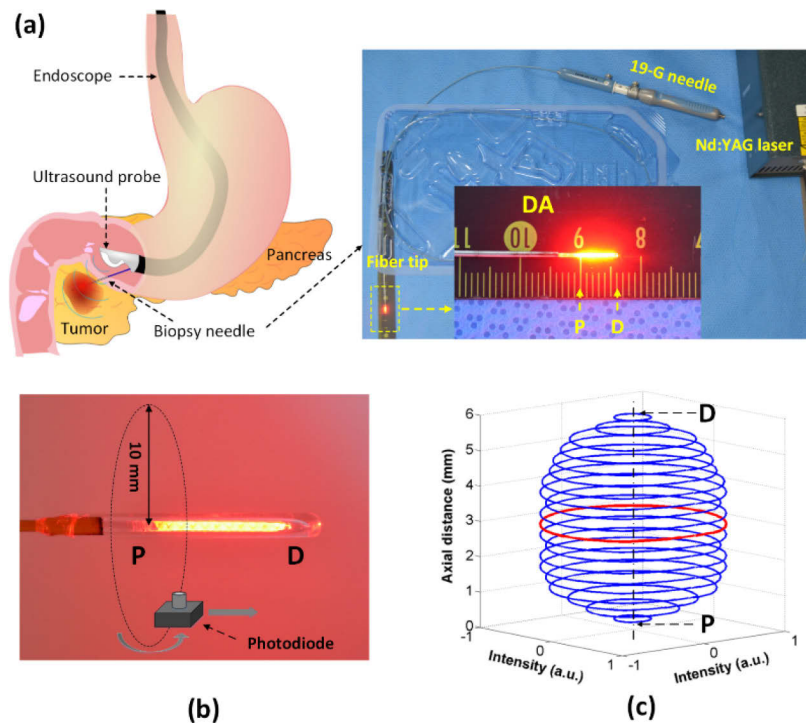 (a)
Endoscope
Ultrasound probe
Pancreas
Tumor
Biopsy needle
19-G needle
Nd:YAG laser
DA
11 10 9 8 7
Fiber tip
P D
10 mm
P D
Photodiode
(b)
6
5
4
3
2
1
0
Axial distance (mm)
D
P
-1
0
1
Intensity (a.u.)
-1
0
1
Intensity (a.u.)
(c)